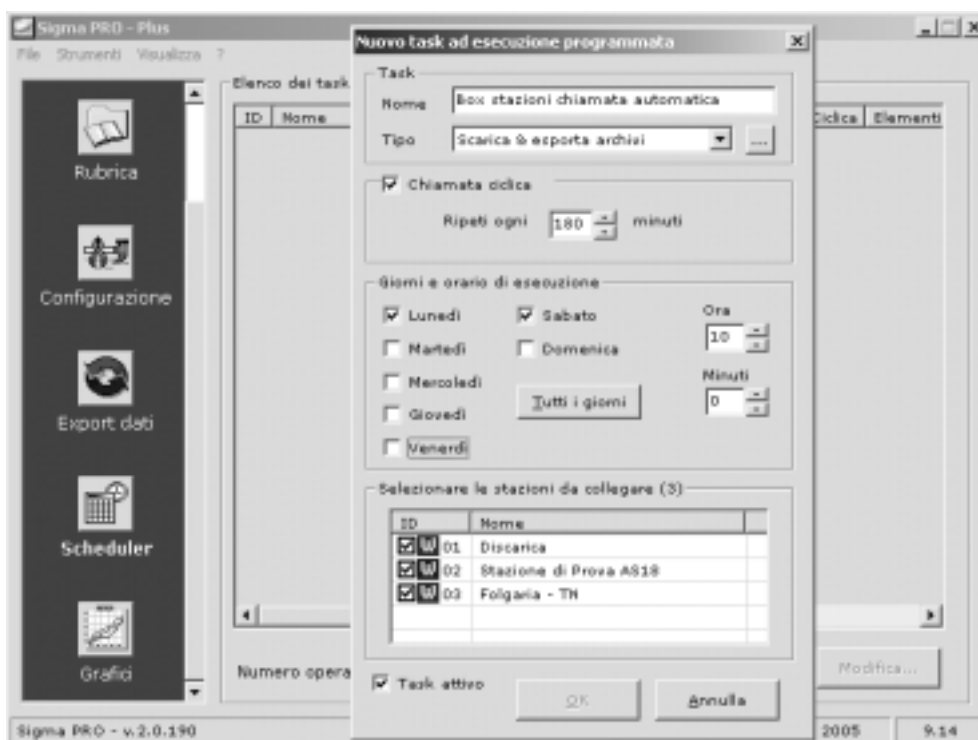 Sigma PRO - Plus
File Strumenti Visualizza ?
Rubrica
Configurazione
Export dati
Scheduler
Grafici
Elenco dei task
ID Nome
Ciclica Elementi
Numero opera
Modifica...
Nuovo task ad esecuzione programmata
Task
Nome Box stazioni chiamata automatica
Tipo Scarica & esporta archivi ...
Chiamata ciclica
Ripeti ogni 180 minuti
Giorni e orario di esecuzione
Lunedì Sabato Ora
10
Martedì Domenica
Mercoledì Minuti
Tutti i giorni 0
Giovedì
Venerdì
Selezionare le stazioni da collegare (3)
ID Nome
W 01 Discarica
W 02 Stazione di Prova AS18
W 03 Folgaria - TN
Task attivo
OK Annulla
Sigma PRO - v.2.0.190 2005 9.14